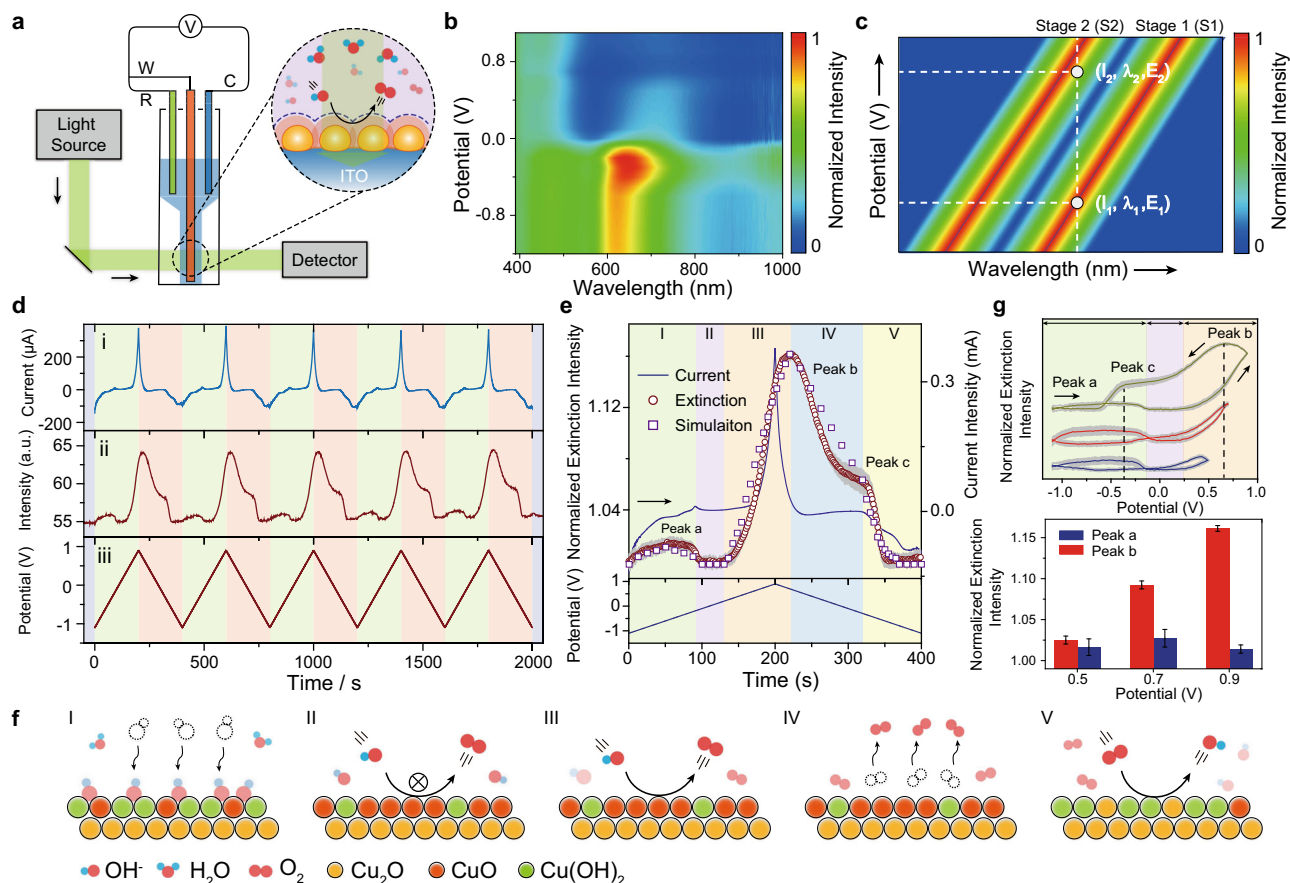 a
V
W
C
R
Light
Source
ITO
Detector
b
Potential (V)
0.8
0.0
-0.8
400
600
800
1000
Wavelength (nm)
1
0
Normalized Intensity
c
Stage 2 (S2)
Stage 1 (S1)
(I2, λ2,E2)
(I1, λ1,E1)
Potential (V)
Wavelength (nm)
1
0
Normalized Intensity
d
i
Current (μA)
200
0
-100
ii
Intensity (a.u.)
65
60
55
iii
Potential (V)
1
0
-1
0
500
1000
1500
2000
Time / s
e
I
II
III
IV
V
Normalized Extinction Intensity
1.12
1.04
Current
Extinction
Simulaiton
Peak a
Peak b
Peak c
0.3
0.0
Current Intensity (mA)
Potential (V)
1
0
-1
0
100
200
300
400
Time (s)
g
Normalized Extinction
Intensity
Peak a
Peak c
Peak b
-1.0
-0.5
0.0
0.5
1.0
Potential (V)
Normalized Extinction
Intensity
1.15
1.10
1.05
1.00
Peak a
Peak b
0.5
0.7
0.9
Potential (V)
f
I
II
III
IV
V
OH-
H2O
O2
Cu2O
CuO
Cu(OH)2